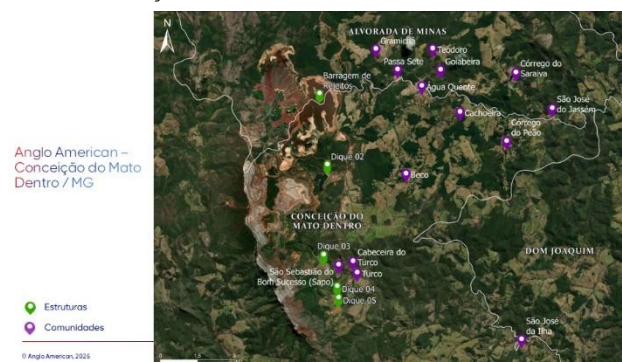 Anglo American –
Conceição do Mato
Dentro / MG
Estruturas
Comunidades
© Anglo American, 2025
N
ALVORADA DE MINAS
Gramichá
Teodoro
Passa Sete
Goiabeira
Córrego do
Saraiva
Barragem de
Rejeitos
Água Quente
São José
do Jassém
Cachoeira
Córrego
do Peão
Dique 02
Beco
CONCEIÇÃO DO
MATO DENTRO
DOM JOAQUIM
Dique 03
Cabeceira do
Turco
São Sebastião do
Bom Sucesso (Sapo)
Turco
Dique 04
Dique 05
São José
da Ilha